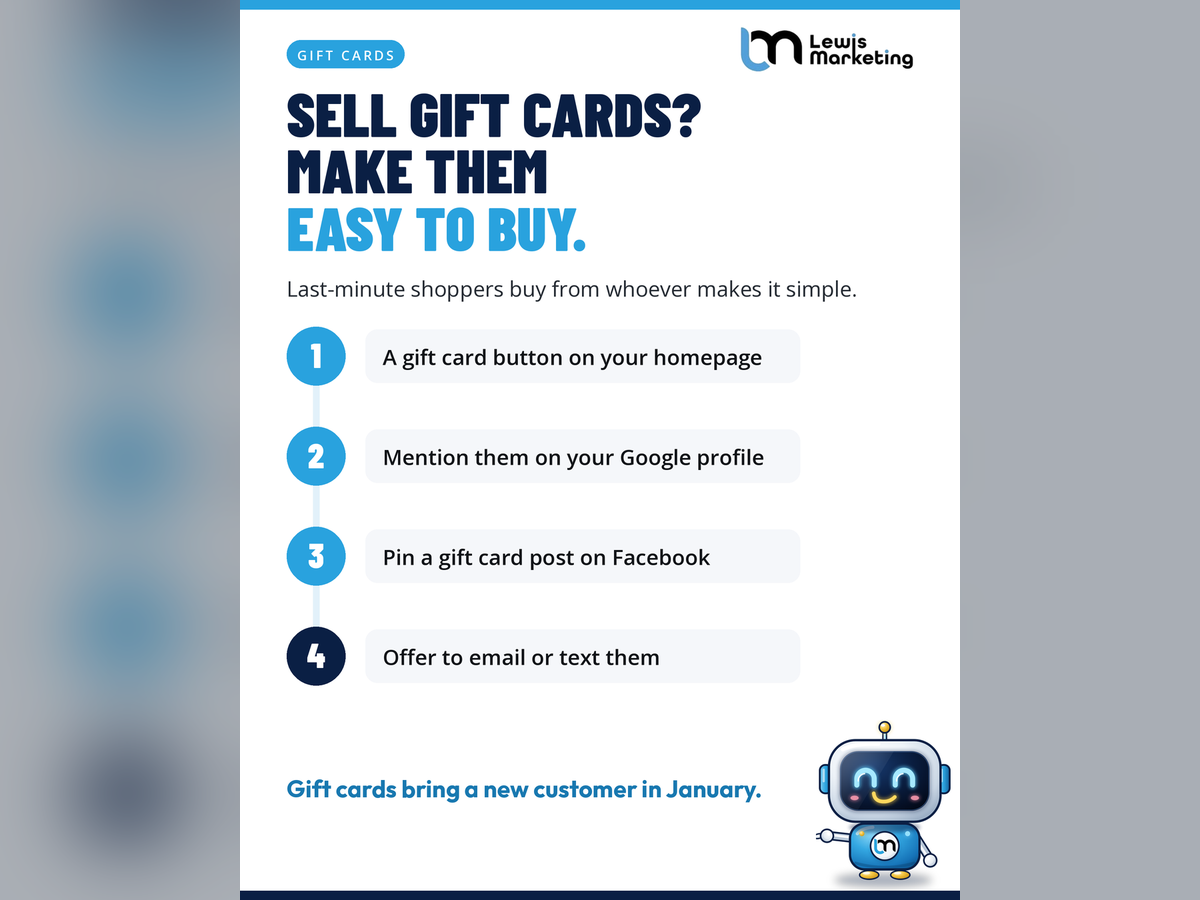 GIFT CARDS
Lewis
Marketing
SELL GIFT CARDS?
MAKE THEM
EASY TO BUY.
Last-minute shoppers buy from whoever makes it simple.
1 A gift card button on your homepage
2 Mention them on your Google profile
3 Pin a gift card post on Facebook
4 Offer to email or text them
Gift cards bring a new customer in January.